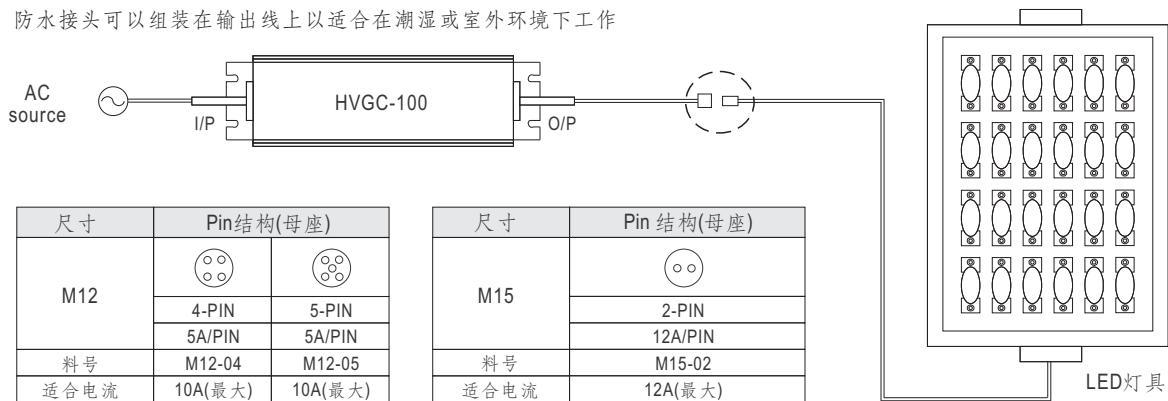 防水接头可以组装在输出线上以适合在潮湿或室外环境下工作
AC
source
I/P
HVGC-100
O/P
尺寸 Pin结构(母座)
M12
4-PIN 5-PIN
5A/PIN 5A/PIN
料号 M12-04 M12-05
适合电流 10A(最大) 10A(最大)
尺寸 Pin 结构(母座)
M15
2-PIN
12A/PIN
料号 M15-02
适合电流 12A(最大)
LED灯具